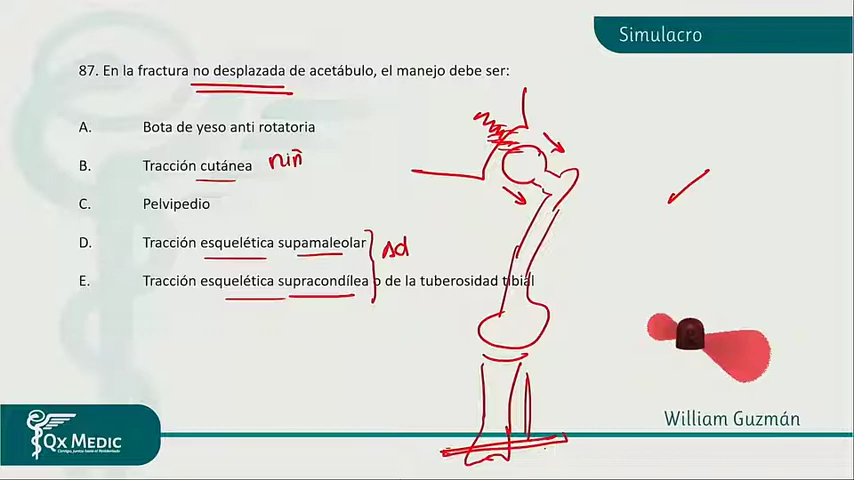 Simulacro
87. En la fractura no desplazada de acetábulo, el manejo debe ser:
A. Bota de yeso anti rotatoria
B. Tracción cutánea niñ
C. Pelvipedio
D. Tracción esquelética supamaleolar
E. Tracción esquelética supracondílea o de la tuberosidad tibial
William Guzmán
QX MEDIC